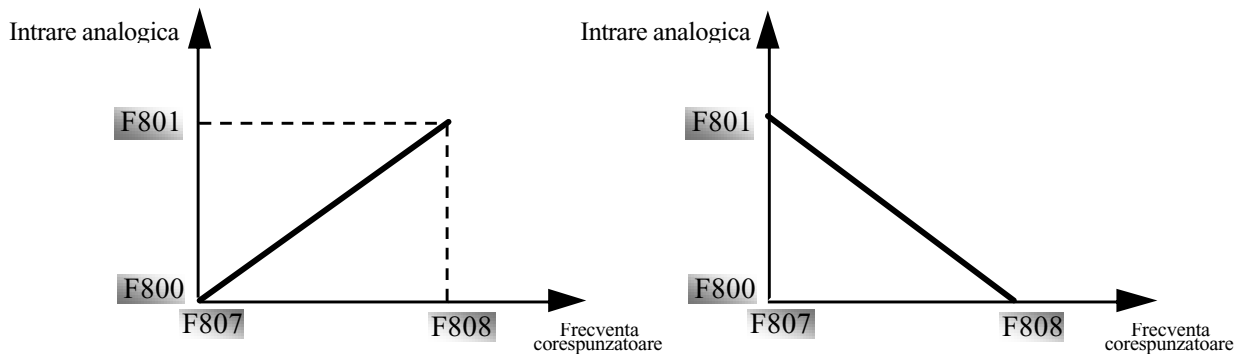 Intrare analogica
F801
F800
F807
F808
Frecventa
corespunzatoare
Intrare analogica
F801
F800
F807
F808
Frecventa
corespunzatoare